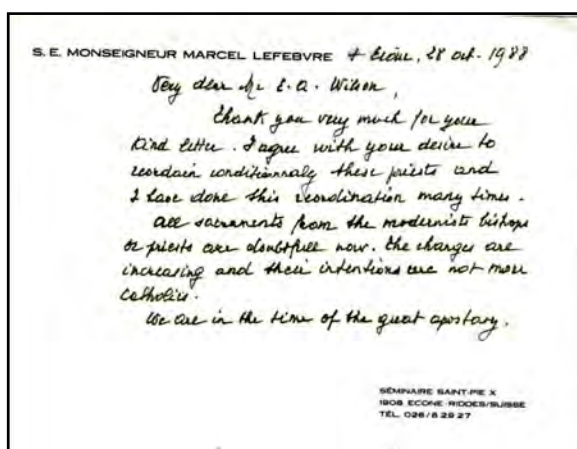 S. E. MONSEIGNEUR MARCEL LEFEBVRE + Ecône, 28 oct. 1988
Very dear Mr. E. A. Wilson,
thank you very much for your
kind letter. I agree with your desire to
reordain conditionnaly these priests and
I have done this reordination many times.
All sacraments from the modernists bishops
or priests are doubtfull now. the changes are
increasing and their intentions are not more
catholics.
We are in the time of the great apostasy.
SÉMINAIRE SAINT-PIE X
1908 ECONE-RIDDES/SUISSE
TÉL. 026/6 29 27